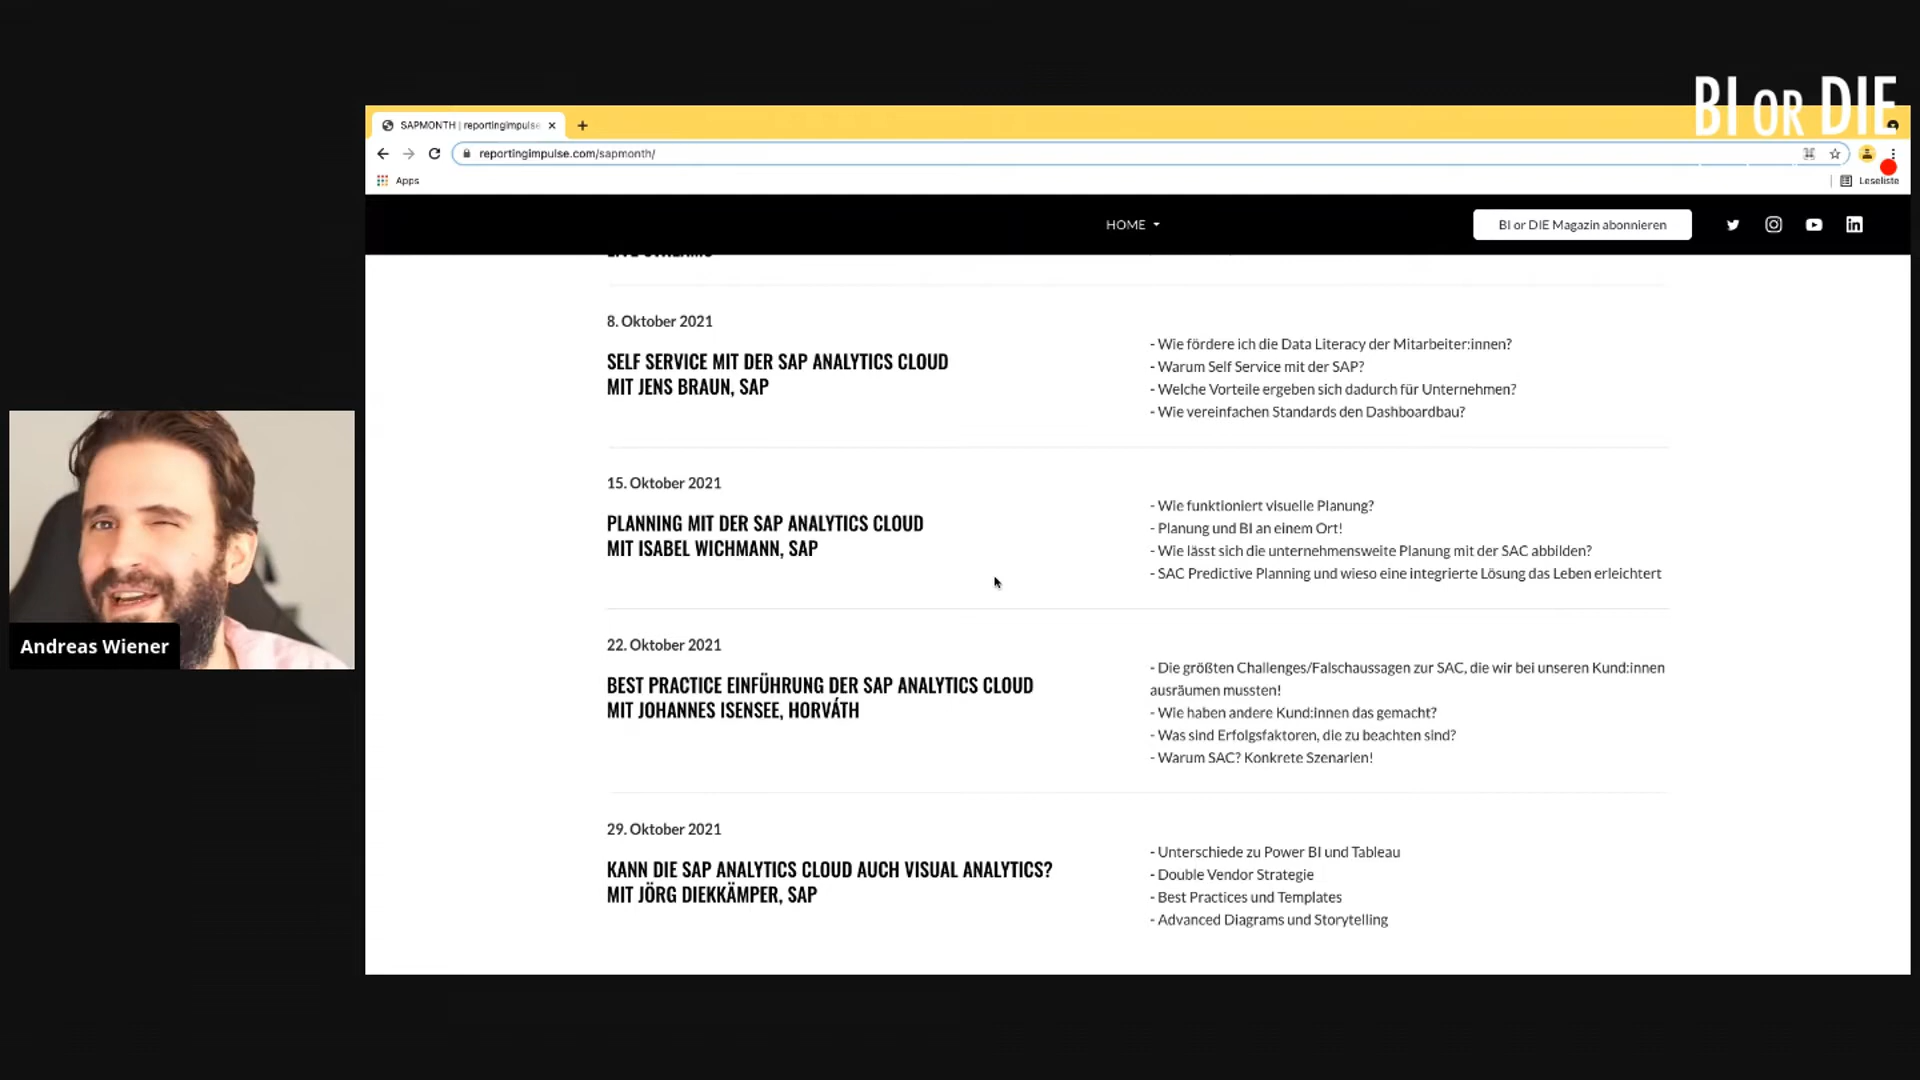 BI OR DIE
SAPMONTH | reportingimpulse
reportingimpulse.com/sapmonth/
Apps
Leseliste
HOME
BI or DIE Magazin abonnieren
8. Oktober 2021
SELF SERVICE MIT DER SAP ANALYTICS CLOUD
MIT JENS BRAUN, SAP
- Wie fördere ich die Data Literacy der Mitarbeiter:innen?
- Warum Self Service mit der SAP?
- Welche Vorteile ergeben sich dadurch für Unternehmen?
- Wie vereinfachen Standards den Dashboardbau?
15. Oktober 2021
PLANNING MIT DER SAP ANALYTICS CLOUD
MIT ISABEL WICHMANN, SAP
- Wie funktioniert visuelle Planung?
- Planung und BI an einem Ort!
- Wie lässt sich die unternehmensweite Planung mit der SAC abbilden?
- SAC Predictive Planning und wieso eine integrierte Lösung das Leben erleichtert
22. Oktober 2021
BEST PRACTICE EINFÜHRUNG DER SAP ANALYTICS CLOUD
MIT JOHANNES ISENSEE, HORVÁTH
- Die größten Challenges/Falschaussagen zur SAC, die wir bei unseren Kund:innen
ausräumen mussten!
- Wie haben andere Kund:innen das gemacht?
- Was sind Erfolgsfaktoren, die zu beachten sind?
- Warum SAC? Konkrete Szenarien!
29. Oktober 2021
KANN DIE SAP ANALYTICS CLOUD AUCH VISUAL ANALYTICS?
MIT JÖRG DIEKKÄMPER, SAP
- Unterschiede zu Power BI und Tableau
- Double Vendor Strategie
- Best Practices und Templates
- Advanced Diagrams und Storytelling
Andreas Wiener